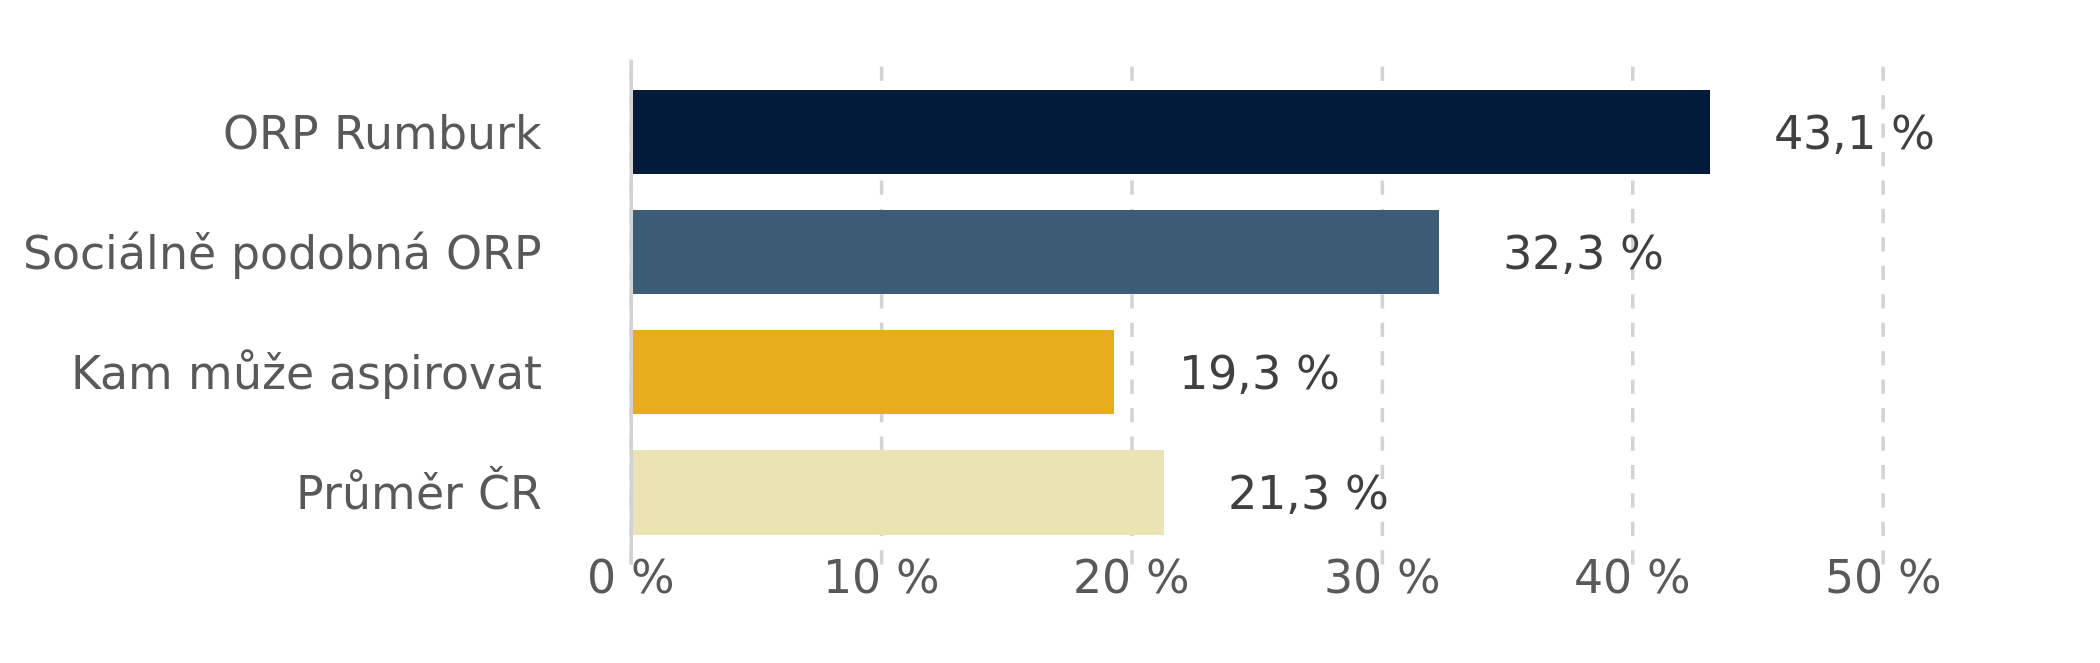 ORP Rumburk 43,1 %
Sociálně podobná ORP 32,3 %
Kam může aspirovat 19,3 %
Průměr ČR 21,3 %
0 % 10 % 20 % 30 % 40 % 50 %